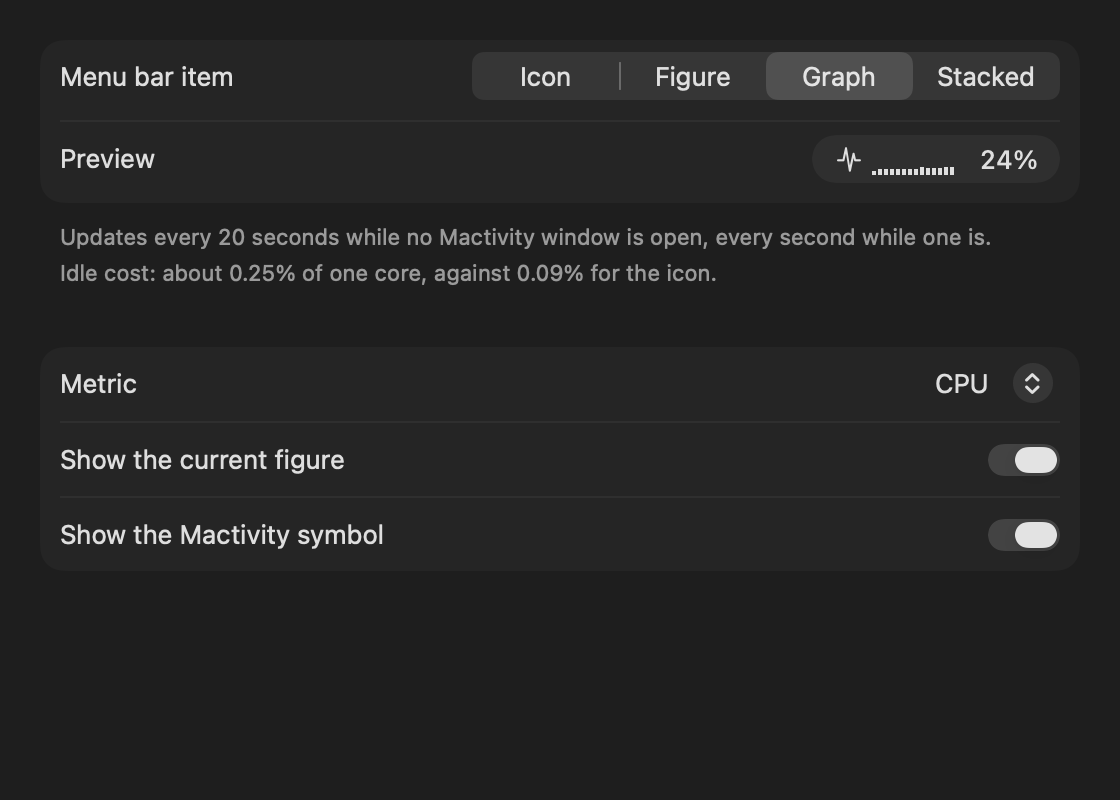 Menu bar item
Icon
Figure
Graph
Stacked
Preview
24%
Updates every 20 seconds while no Mactivity window is open, every second while one is.
Idle cost: about 0.25% of one core, against 0.09% for the icon.
Metric
CPU
Show the current figure
Show the Mactivity symbol